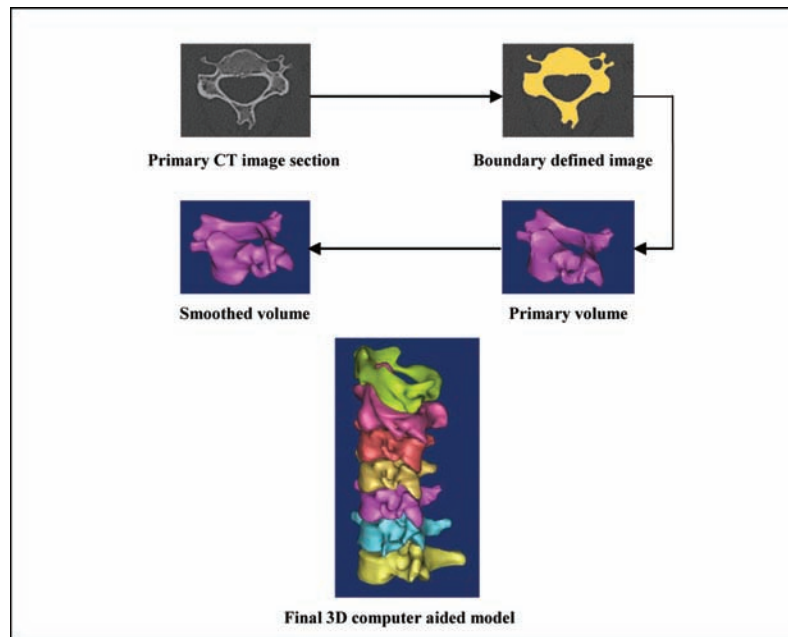 Primary CT image section
Boundary defined image
Smoothed volume
Primary volume
Final 3D computer aided model